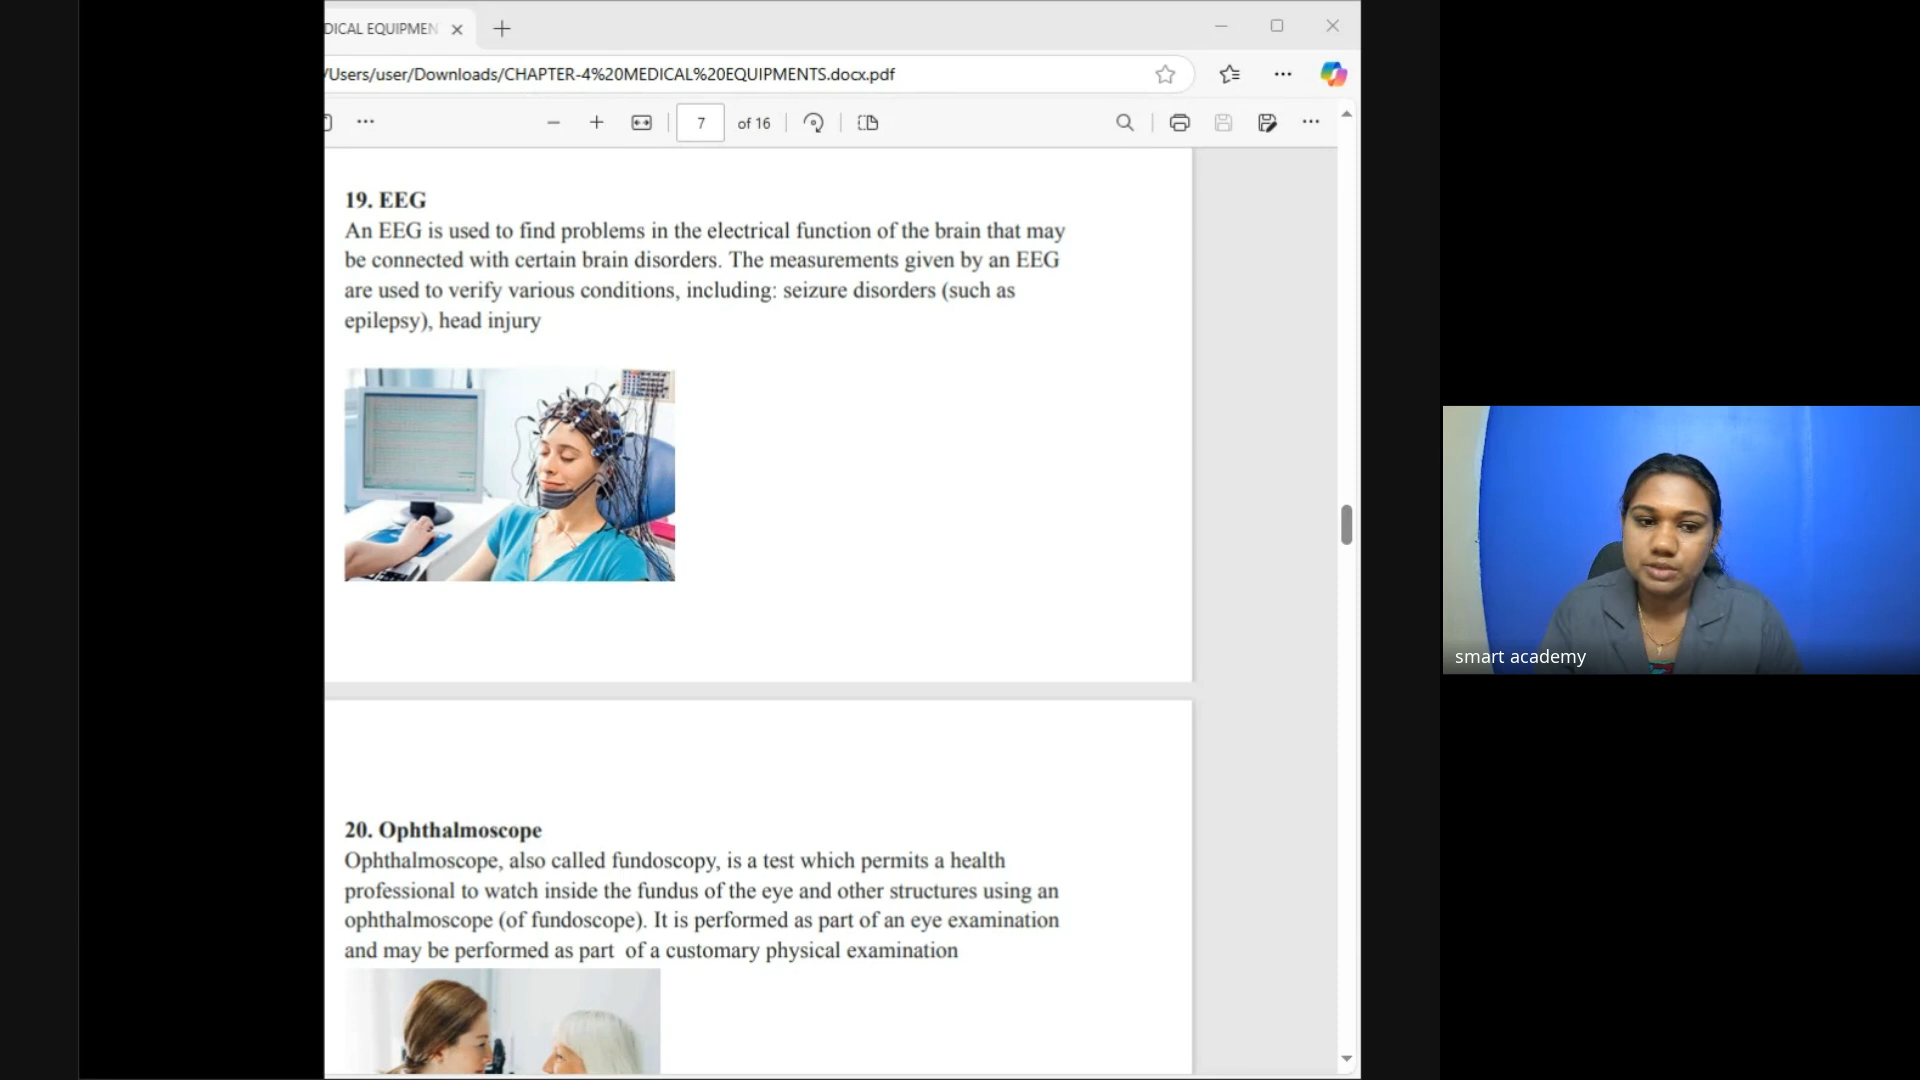 DICAL EQUIPMEN
/Users/user/Downloads/CHAPTER-4%20MEDICAL%20EQUIPMENTS.docx.pdf
7 of 16
19. EEG
An EEG is used to find problems in the electrical function of the brain that may
be connected with certain brain disorders. The measurements given by an EEG
are used to verify various conditions, including: seizure disorders (such as
epilepsy), head injury
smart academy
20. Ophthalmoscope
Ophthalmoscope, also called fundoscopy, is a test which permits a health
professional to watch inside the fundus of the eye and other structures using an
ophthalmoscope (of fundoscope). It is performed as part of an eye examination
and may be performed as part  of a customary physical examination